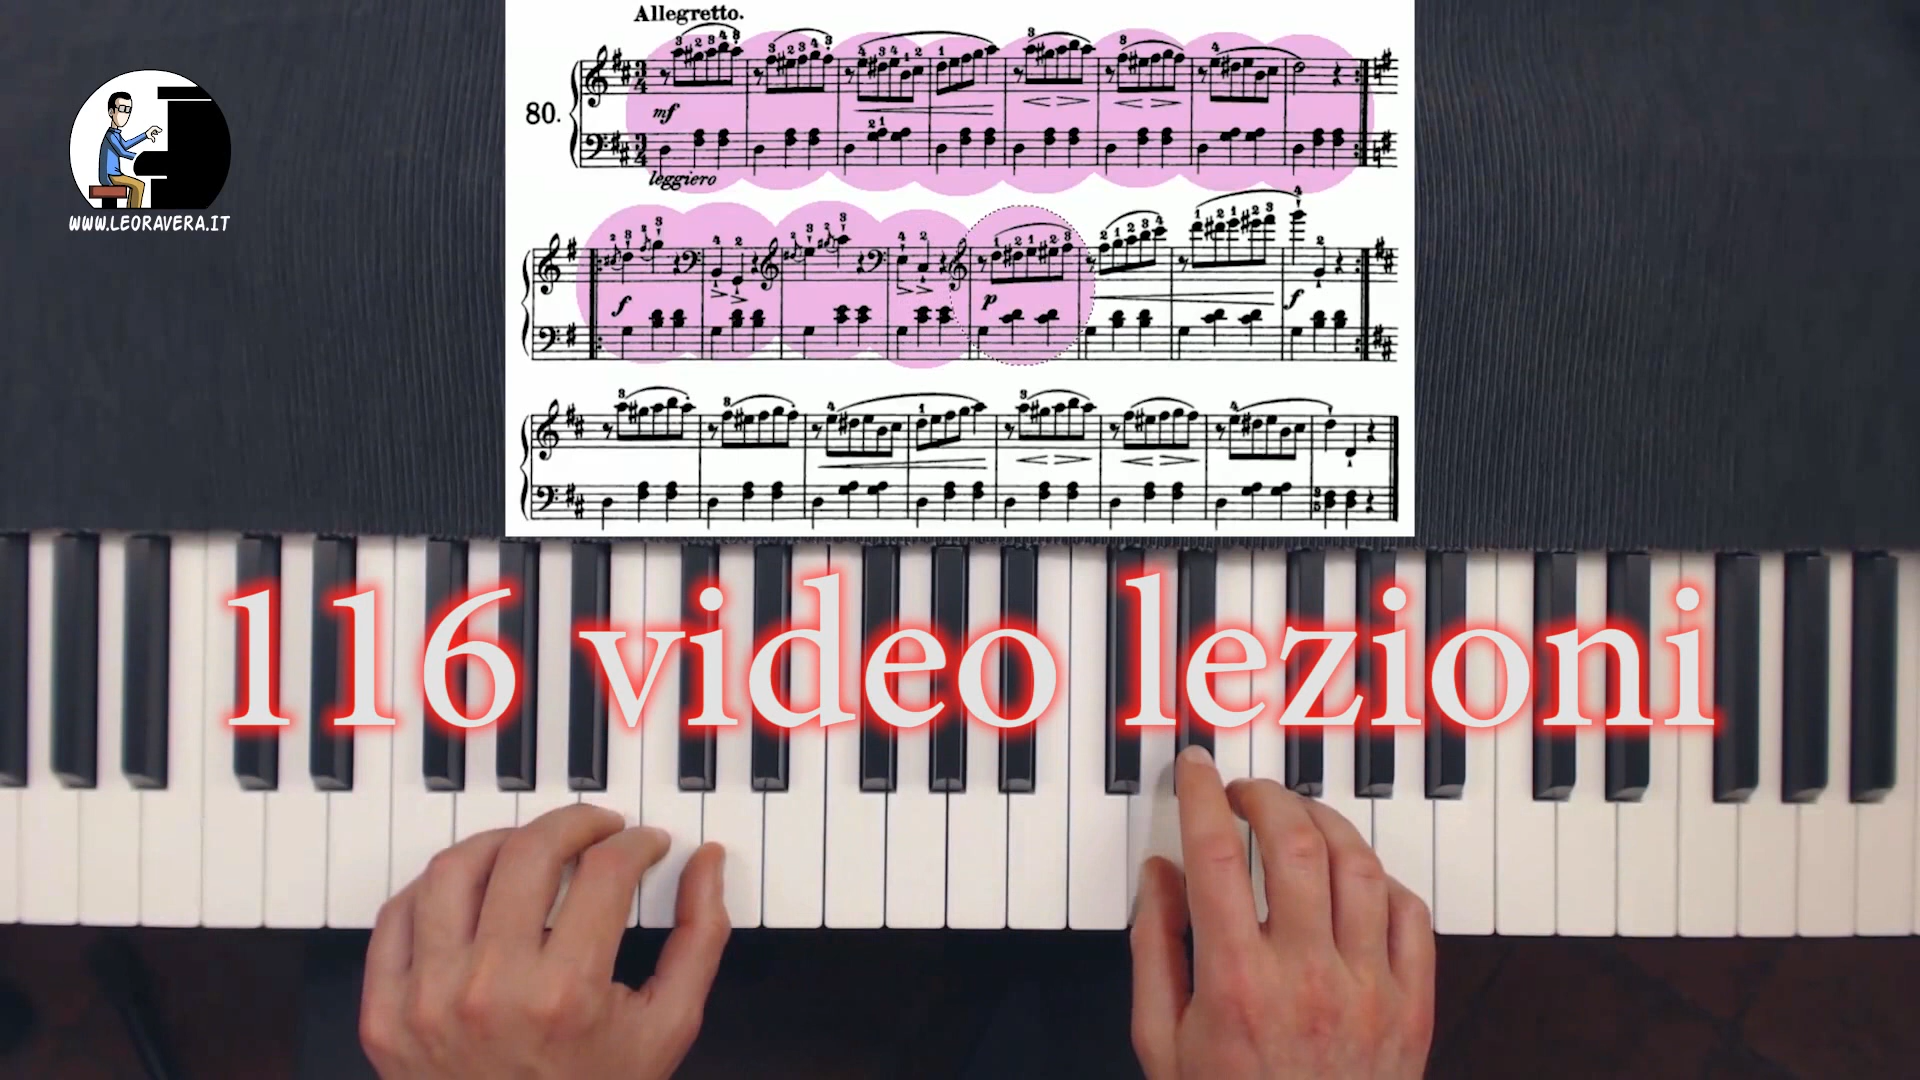 Allegretto.
80.
mf
leggiero
WWW.LEORAVERA.IT
f
p
f
116 video lezioni